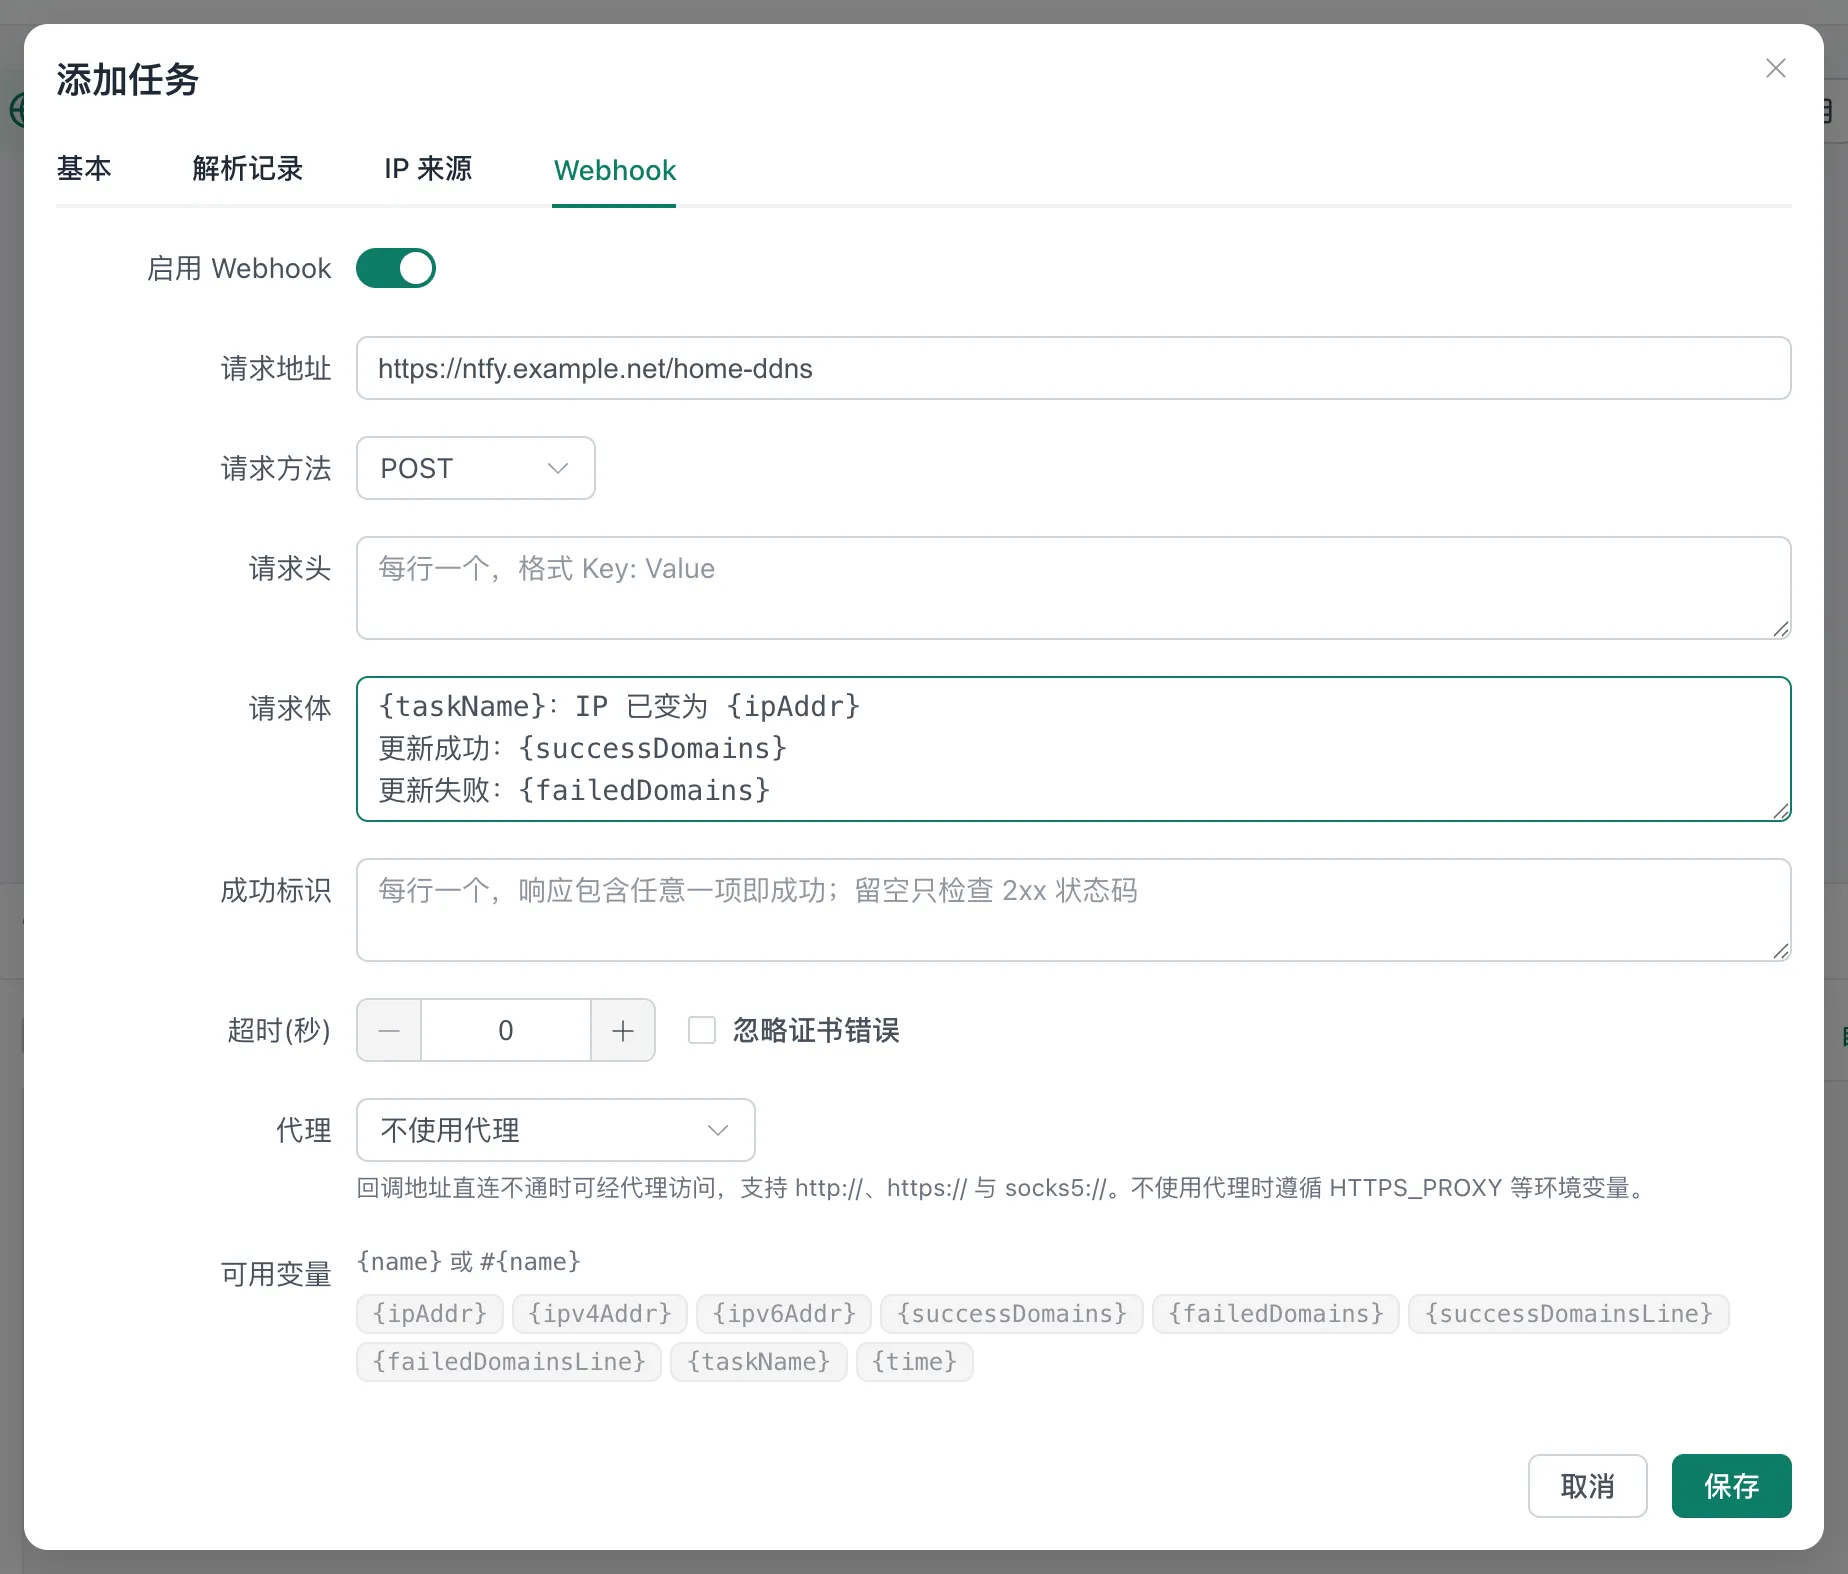 添加任务
基本 解析记录 IP 来源 Webhook
启用 Webhook
请求地址 https://ntfy.example.net/home-ddns
请求方法 POST
请求头 每行一个，格式 Key: Value
请求体 {taskName}: IP 已变为 {ipAddr}
更新成功：{successDomains}
更新失败：{failedDomains}
成功标识 每行一个，响应包含任意一项即成功；留空只检查 2xx 状态码
超时(秒) 0 忽略证书错误
代理 不使用代理
回调地址直连不通时可经代理访问，支持 http://、https:// 与 socks5://。不使用代理时遵循 HTTPS_PROXY 等环境变量。
可用变量 {name} 或 #{name}
{ipAddr} {ipv4Addr} {ipv6Addr} {successDomains} {failedDomains} {successDomainsLine}
{failedDomainsLine} {taskName} {time}
取消 保存